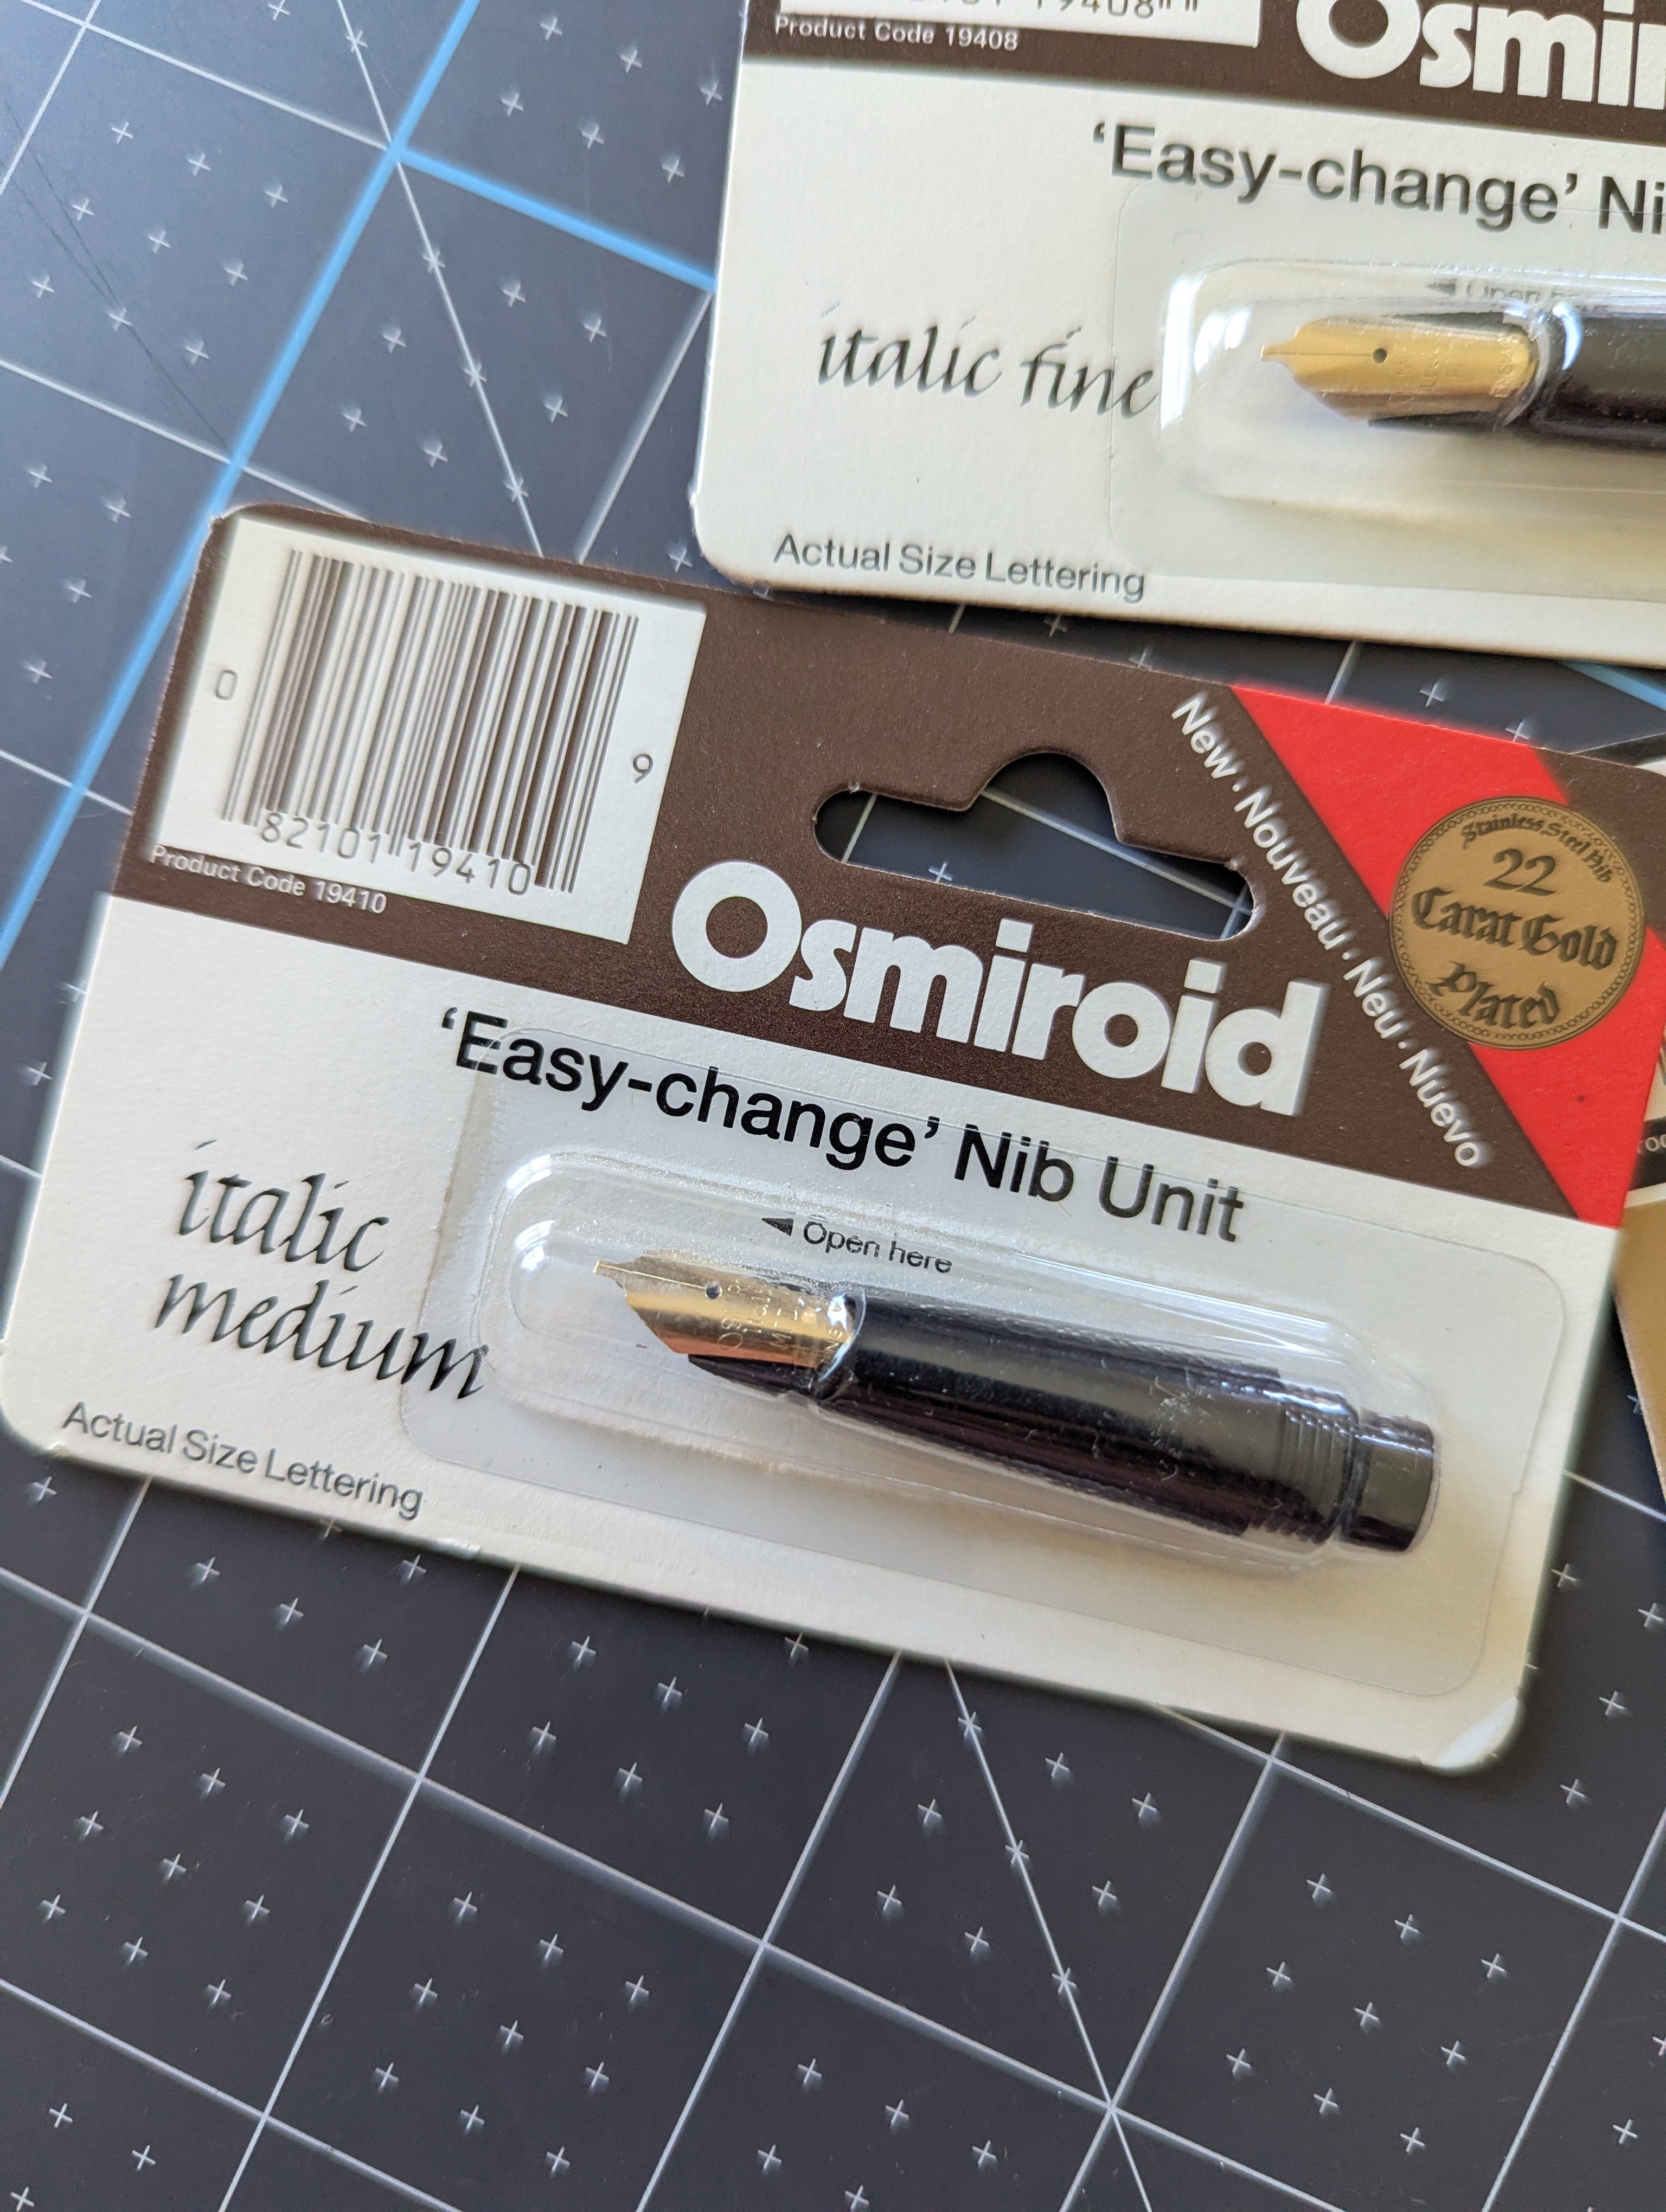 Product Code 19408
'Easy-change'
Open
italic fine
Actual Size Lettering
0
82101 19410
9
Product Code 19410
New · Nouveau · Neu · Nuevo
Stainless Steel Nib
22
Carat Gold
Plated
Osmiroid
'Easy-change' Nib Unit
Open here
italic
medium
Actual Size Lettering